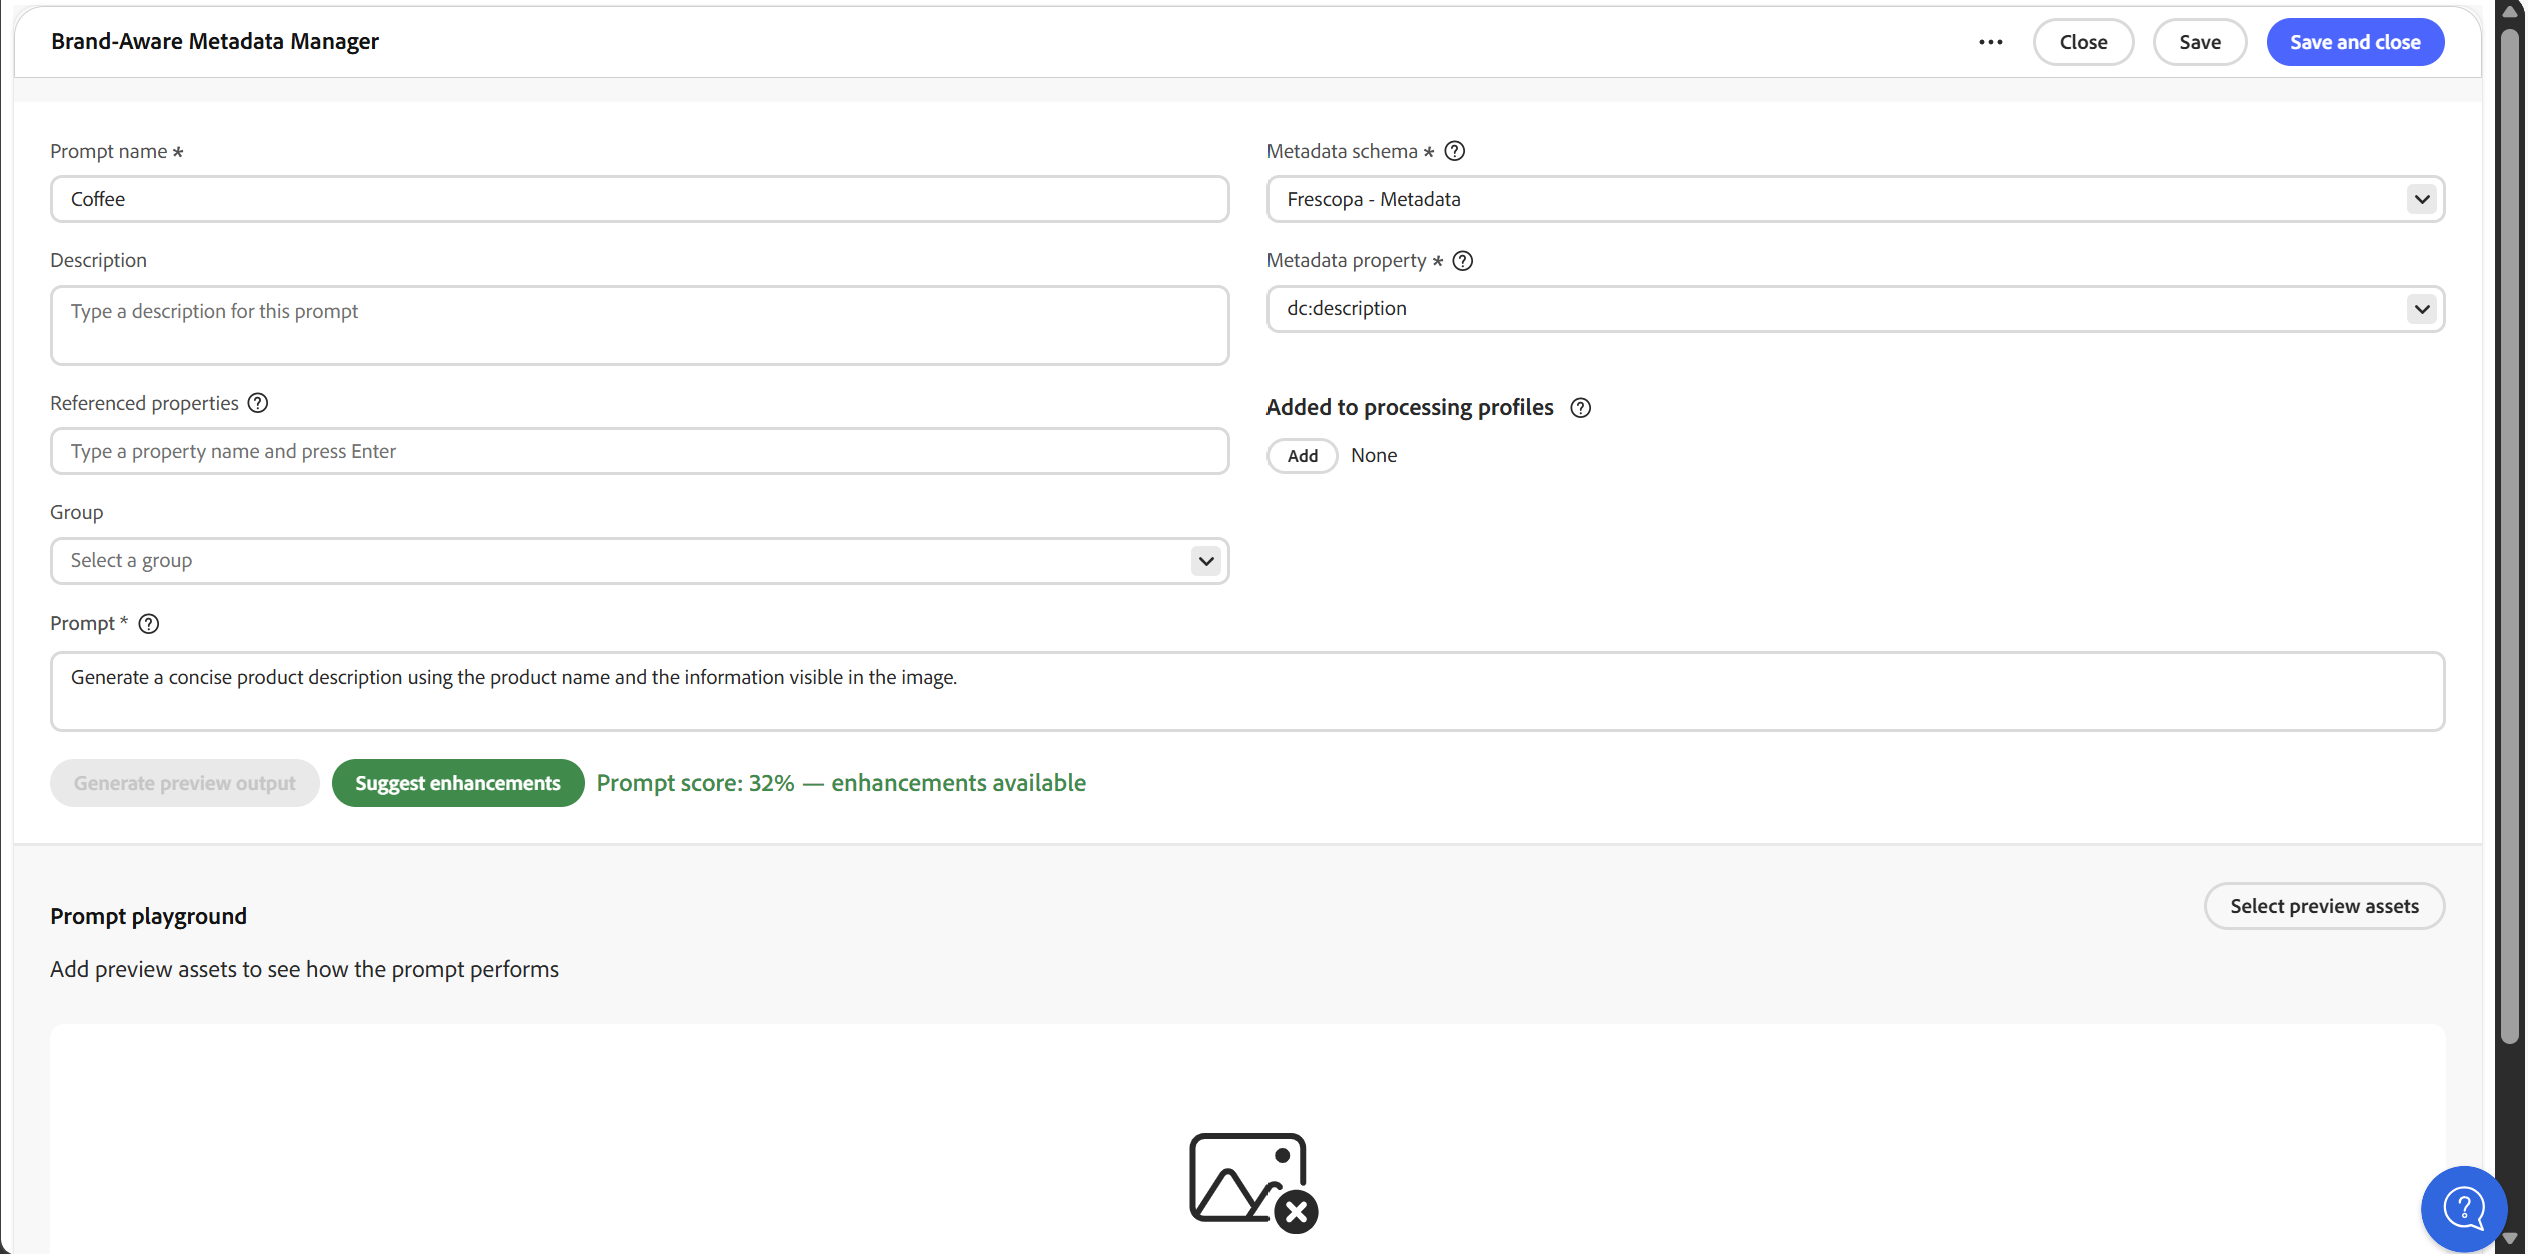 Brand-Aware Metadata Manager
Close
Save
Save and close
Prompt name *
Coffee
Metadata schema *
Frescopa - Metadata
Description
Type a description for this prompt
Metadata property *
dc:description
Referenced properties
Type a property name and press Enter
Added to processing profiles
Add None
Group
Select a group
Prompt *
Generate a concise product description using the product name and the information visible in the image.
Generate preview output
Suggest enhancements
Prompt score: 32% — enhancements available
Prompt playground
Select preview assets
Add preview assets to see how the prompt performs